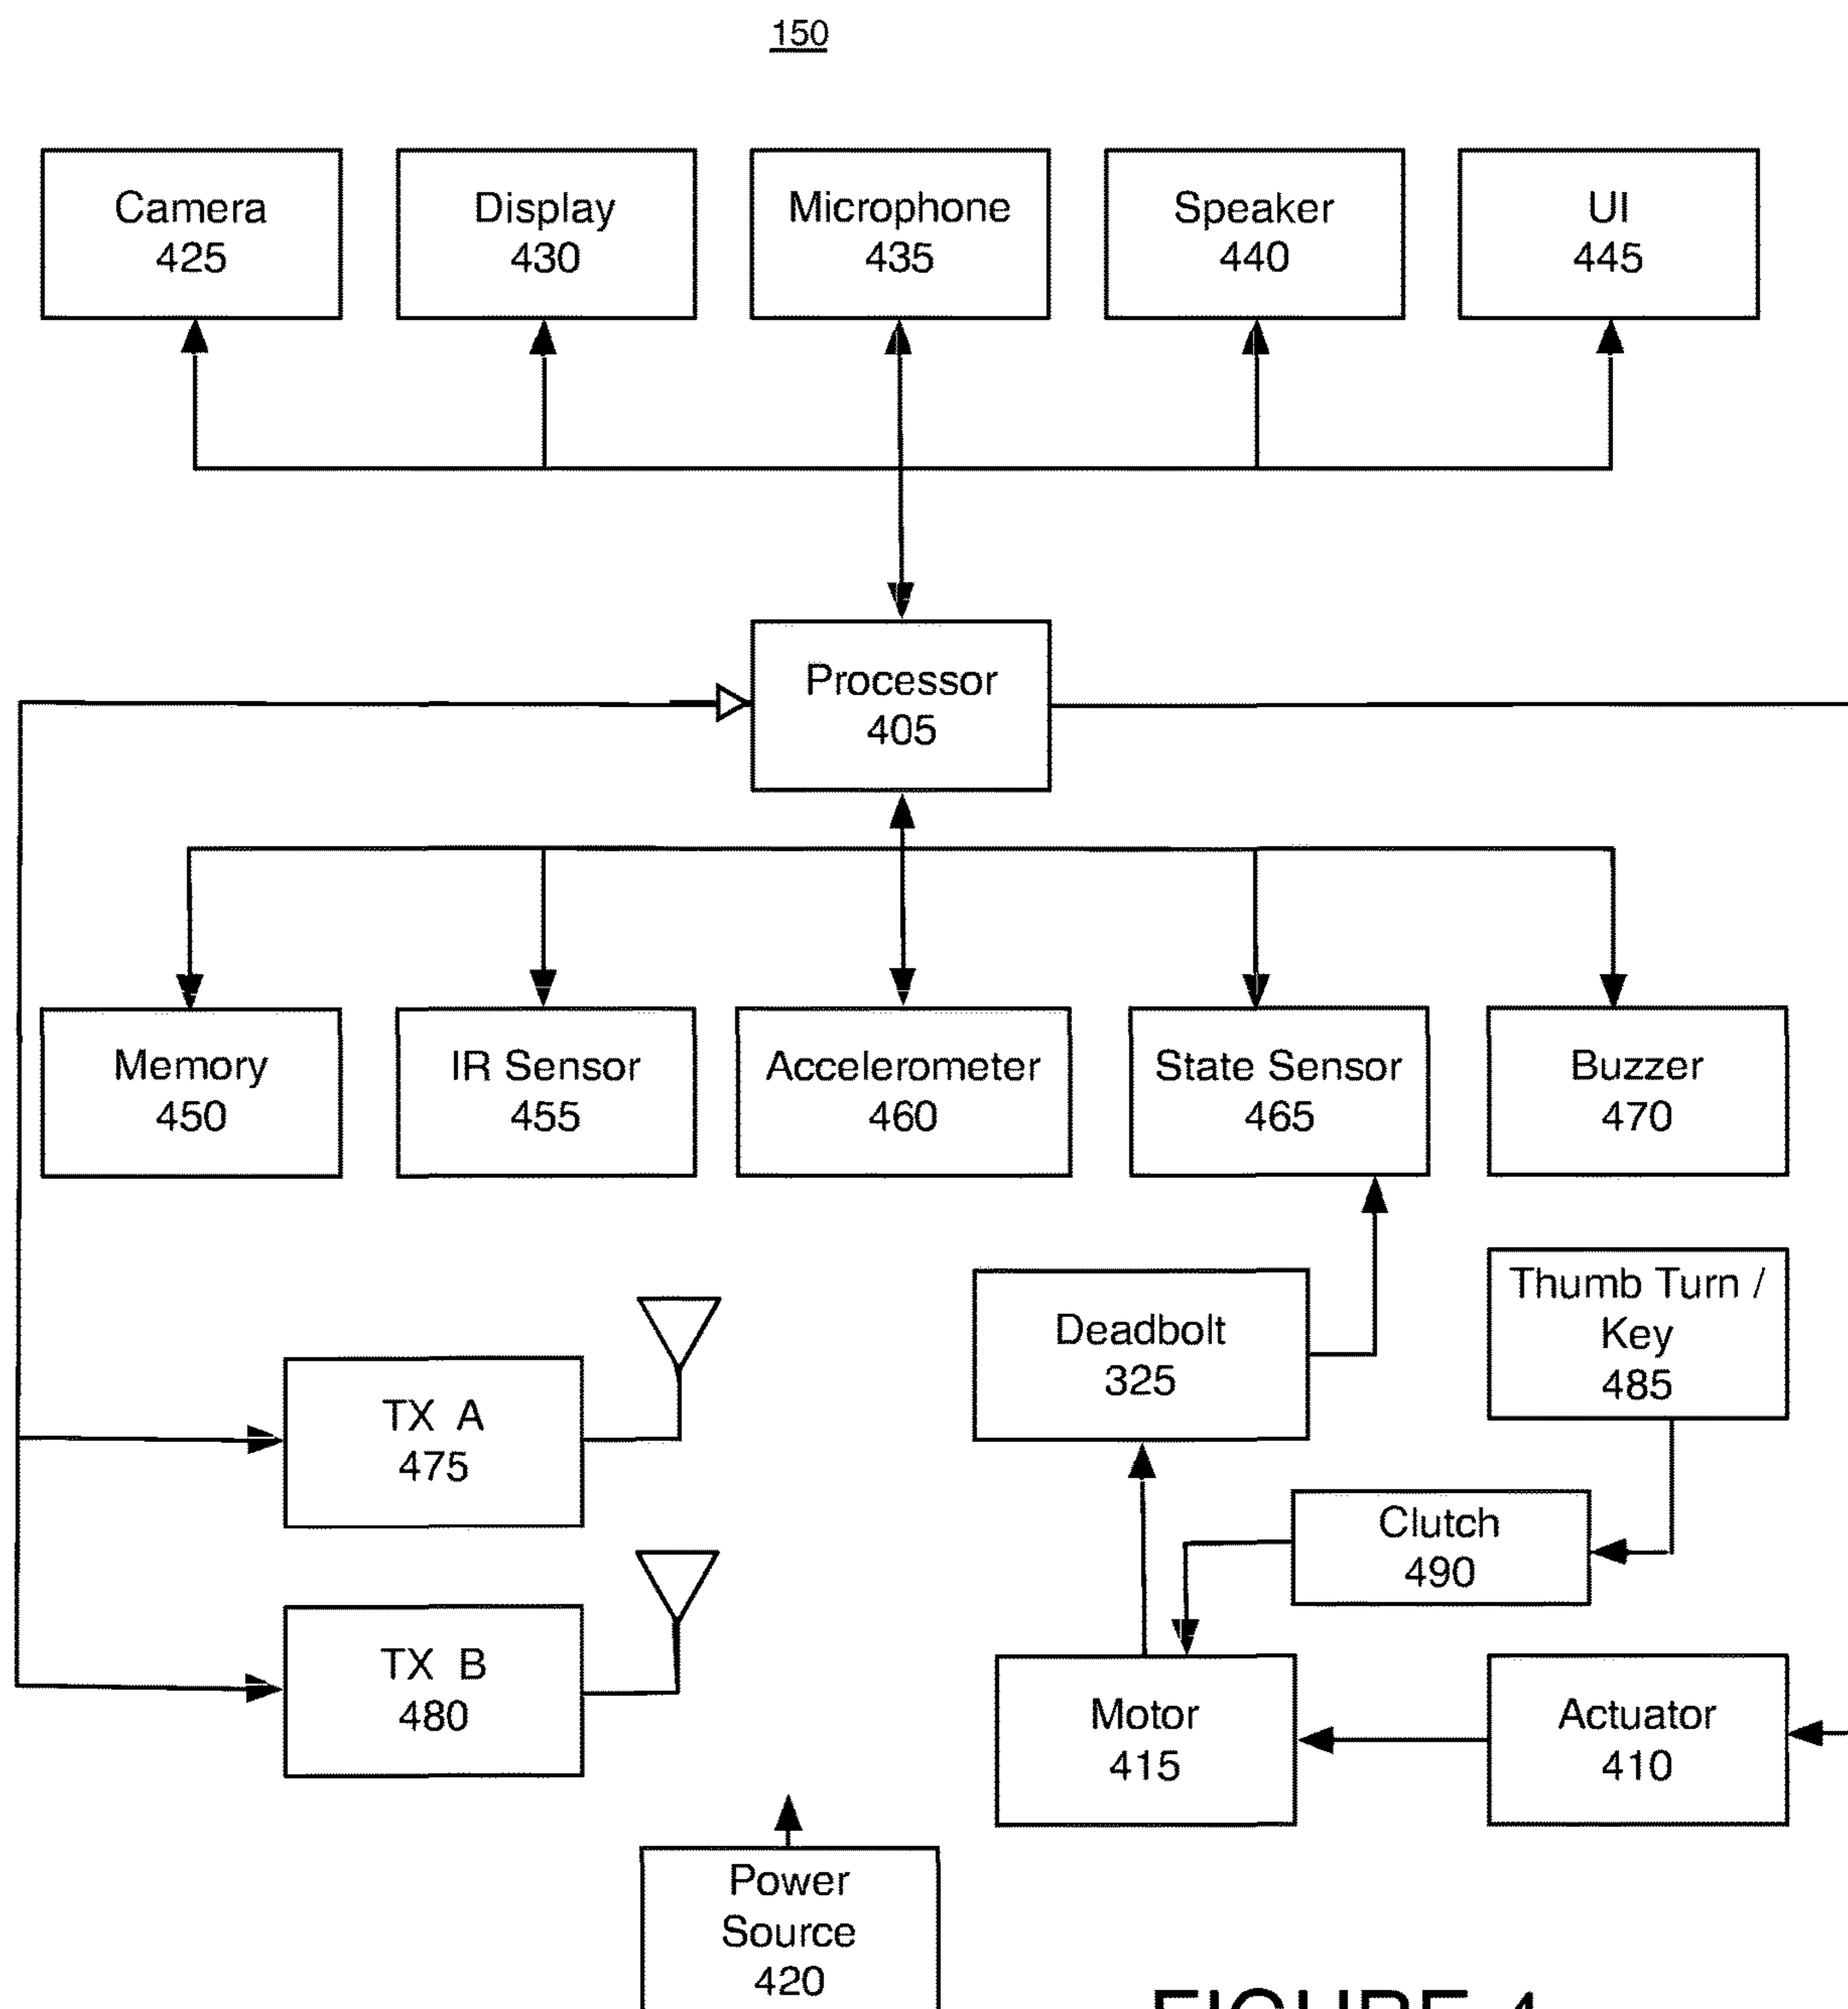 150
Camera
425
Display
430
Microphone
435
Speaker
440
UI
445
Processor
405
Memory
450
IR Sensor
455
Accelerometer
460
State Sensor
465
Buzzer
470
Deadbolt
325
Thumb Turn /
Key
485
TX A
475
Clutch
490
TX B
480
Motor
415
Actuator
410
Power
Source
420
FIGURE 4